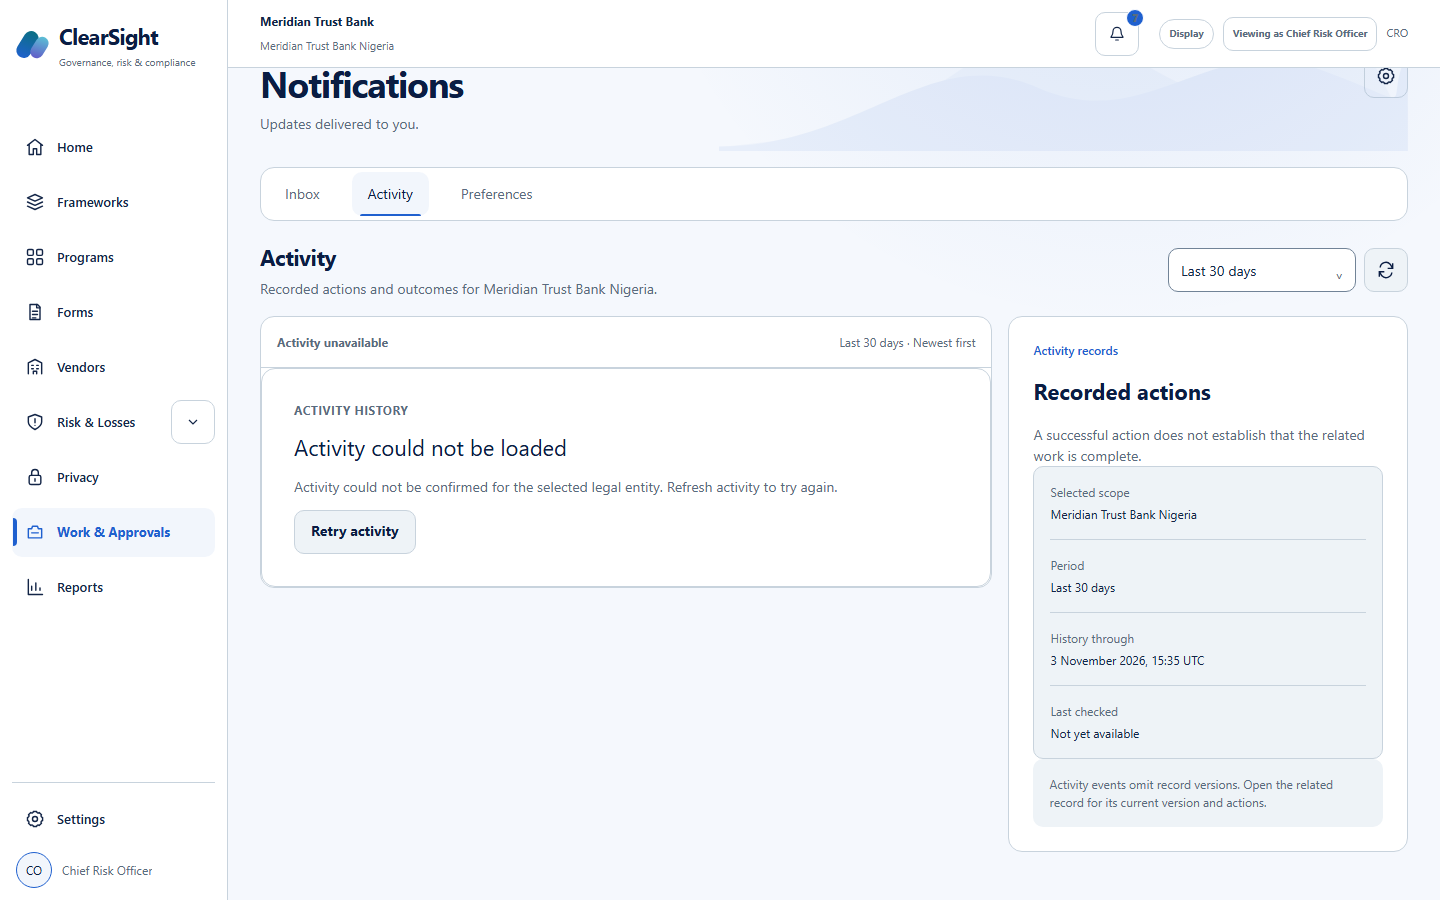 ClearSight
Governance, risk & compliance
Home
Frameworks
Programs
Forms
Vendors
Risk & Losses
Privacy
Work & Approvals
Reports
Settings
CO
Chief Risk Officer
Meridian Trust Bank
Meridian Trust Bank Nigeria
Display
Viewing as Chief Risk Officer
CRO
Notifications
Updates delivered to you.
Inbox
Activity
Preferences
Activity
Recorded actions and outcomes for Meridian Trust Bank Nigeria.
Last 30 days
Activity unavailable
Last 30 days · Newest first
ACTIVITY HISTORY
Activity could not be loaded
Activity could not be confirmed for the selected legal entity. Refresh activity to try again.
Retry activity
Activity records
Recorded actions
A successful action does not establish that the related
work is complete.
Selected scope
Meridian Trust Bank Nigeria
Period
Last 30 days
History through
3 November 2026, 15:35 UTC
Last checked
Not yet available
Activity events omit record versions. Open the related
record for its current version and actions.